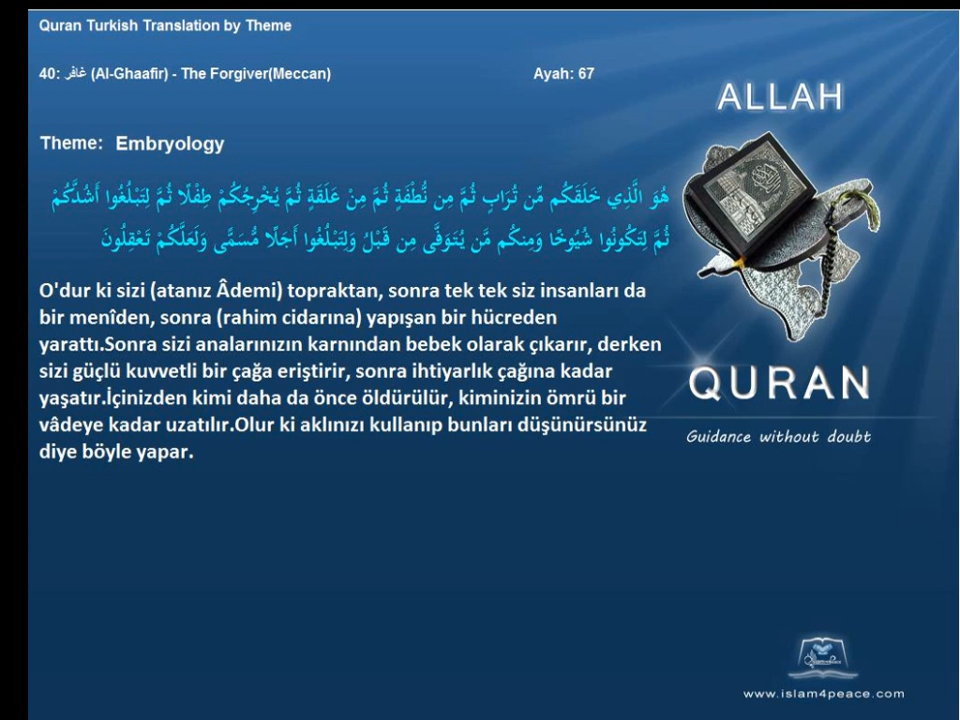 Quran Turkish Translation by Theme
40: غافر (Al-Ghaafir) - The Forgiver(Meccan) Ayah: 67
ALLAH
Theme: Embryology
هُوَ الَّذِي خَلَقَكُم مِّن تُرَابٍ ثُمَّ مِن نُّطْفَةٍ ثُمَّ مِنْ عَلَقَةٍ ثُمَّ يُخْرِجُكُمْ طِفْلًا ثُمَّ لِتَبْلُغُوا أَشُدَّكُمْ
ثُمَّ لِتَكُونُوا شُيُوخًا وَمِنكُم مَّن يُتَوَفَّى مِن قَبْلُ وَلِتَبْلُغُوا أَجَلًا مُّسَمًّى وَلَعَلَّكُمْ تَعْقِلُونَ
O'dur ki sizi (atanız Âdemi) topraktan, sonra tek tek siz insanları da
bir menîden, sonra (rahim cidarına) yapışan bir hücreden
yarattı.Sonra sizi analarınızın karnından bebek olarak çıkarır, derken
sizi güçlü kuvvetli bir çağa eriştirir, sonra ihtiyarlık çağına kadar
yaşatır.İçinizden kimi daha da önce öldürülür, kiminizin ömrü bir
vâdeye kadar uzatılır.Olur ki aklınızı kullanıp bunları düşünürsünüz
diye böyle yapar.
QURAN
Guidance without doubt
www.islam4peace.com